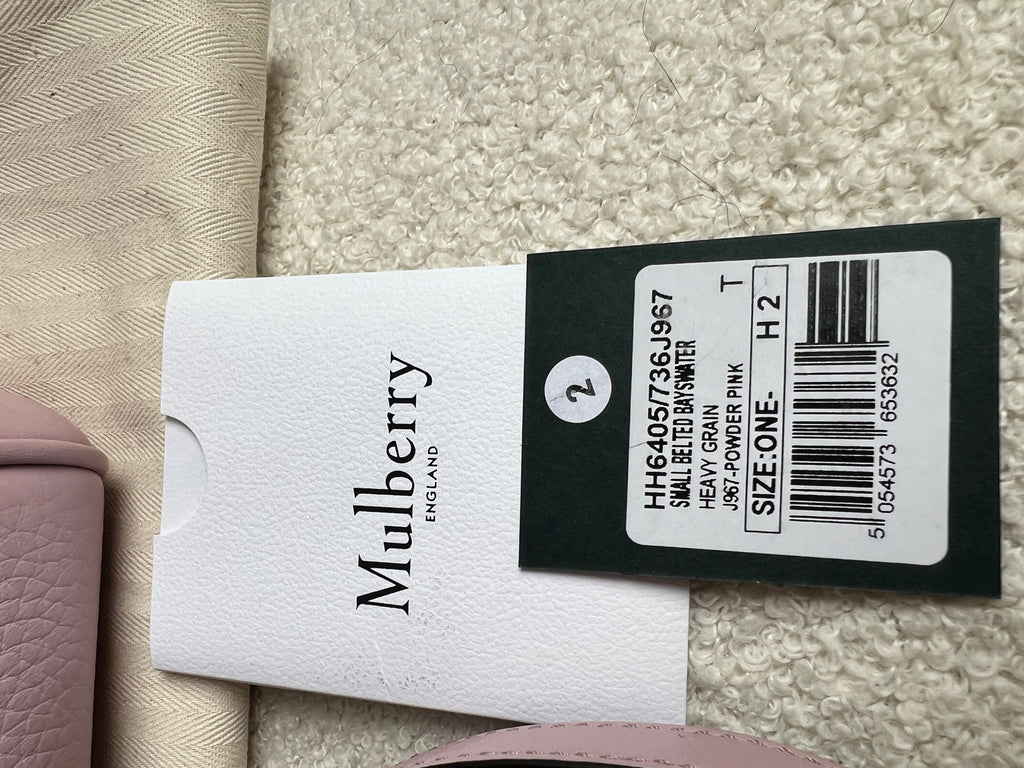 Mulberry
ENGLAND
2
HH6405/736J967
SMALL BELTED BAYSWATER
HEAVY GRAIN
J967-POWDER PINK T
SIZE:ONE- H 2
5 054573 653632